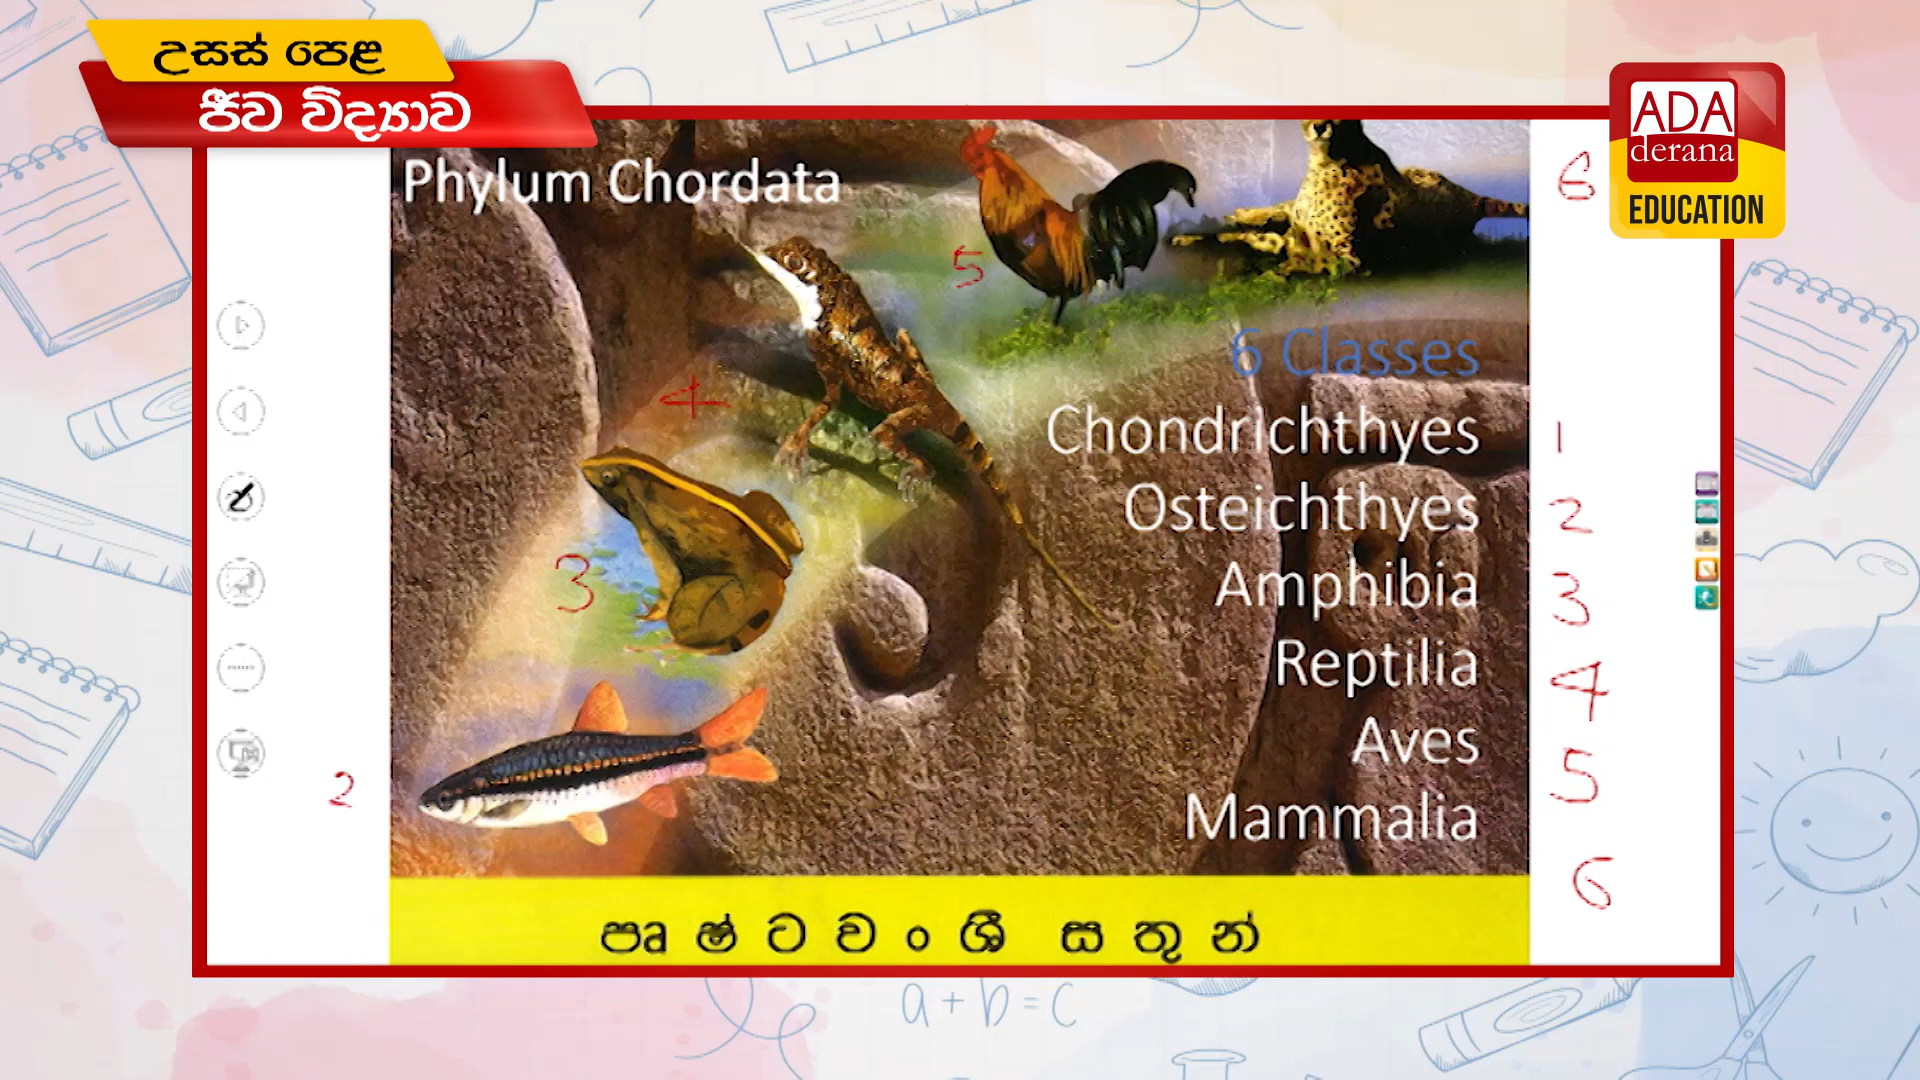 උසස් පෙළ
ජීව විද්‍යාව
ADA
derana
EDUCATION
Phylum Chordata
6
5
6 Classes
4
Chondrichthyes 1
Osteichthyes 2
3
Amphibia 3
Reptilia 4
Aves 5
2
Mammalia 6
පෘෂ්ටවංශී සතුන්
a+b=c